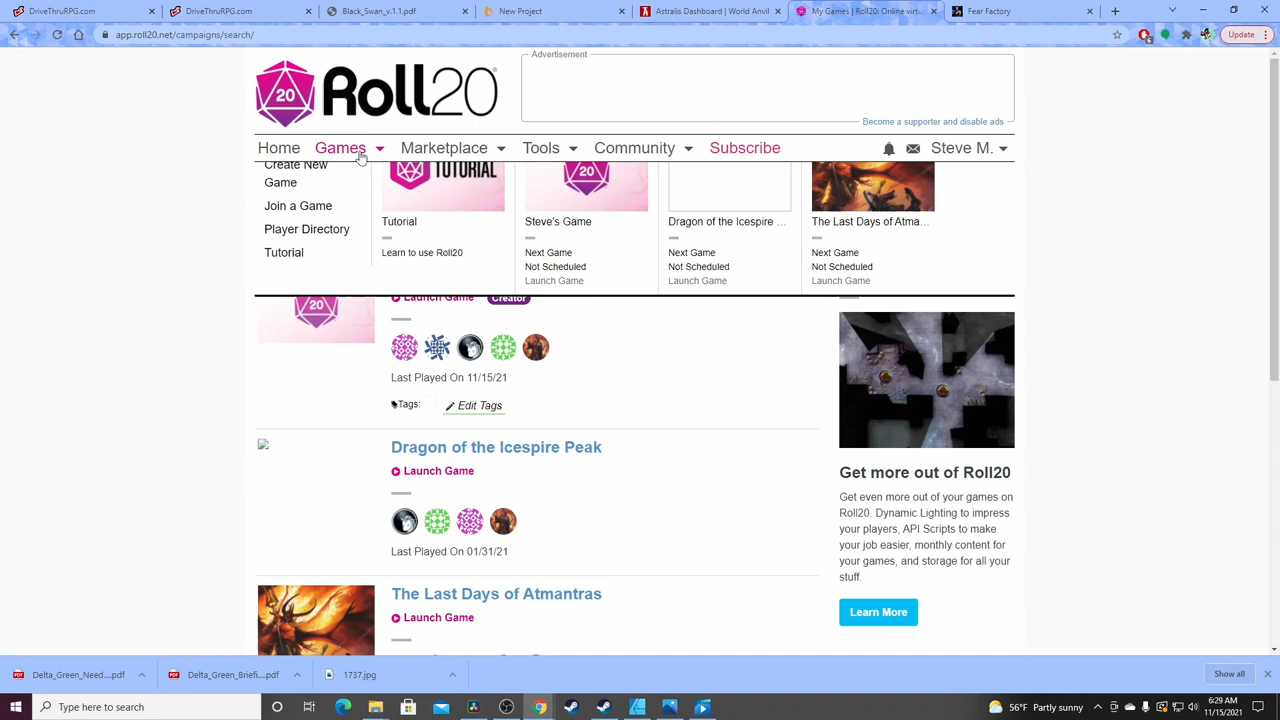 DriveThruRPG.com
Black_Swan_v.1.1.pdf
New Project
Astralis Dashboard | World Anvil
My Games | Roll20: Online virtu
Fear Factory
app.roll20.net/campaigns/search/
Update
Advertisement
20 Roll20
Become a supporter and disable ads
Home Games Marketplace Tools Community Subscribe Steve M.
Create New
Game
Join a Game
Player Directory
Tutorial
TUTORIAL
Tutorial
Learn to use Roll20
20
Steve's Game
Next Game
Not Scheduled
Launch Game
Dragon of the Icespire ...
Next Game
Not Scheduled
Launch Game
The Last Days of Atma...
Next Game
Not Scheduled
Launch Game
20
Launch Game Creator
Last Played On 11/15/21
Tags: Edit Tags
Dragon of the Icespire Peak
Launch Game
Last Played On 01/31/21
The Last Days of Atmantras
Launch Game
Get more out of Roll20
Get even more out of your games on
Roll20. Dynamic Lighting to impress
your players, API Scripts to make
your job easier, monthly content for
your games, and storage for all your
stuff.
Learn More
Delta_Green_Need....pdf
Delta_Green_Briefi....pdf
1737.jpg
Show all
Type here to search
56°F Partly sunny
6:29 AM
11/15/2021